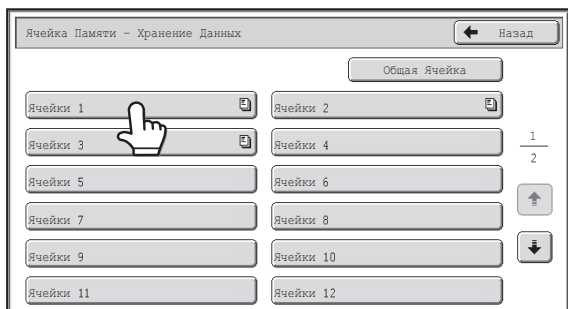 Ячейка Памяти - Хранение Данных
Назад
Общая Ячейка
Ячейки 1
Ячейки 2
Ячейки 3
Ячейки 4
1
2
Ячейки 5
Ячейки 6
Ячейки 7
Ячейки 8
Ячейки 9
Ячейки 10
Ячейки 11
Ячейки 12